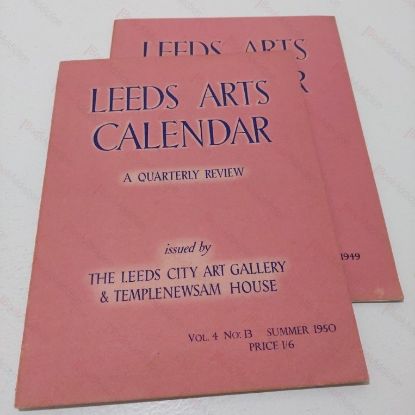 LEEDS ARTS
R
1949
LEEDS ARTS
CALENDAR
A QUARTERLY REVIEW
issued by
THE LEEDS CITY ART GALLERY
& TEMPLENEWSAM HOUSE
VOL. 4 NO: 13 SUMMER 1950
PRICE 1/6